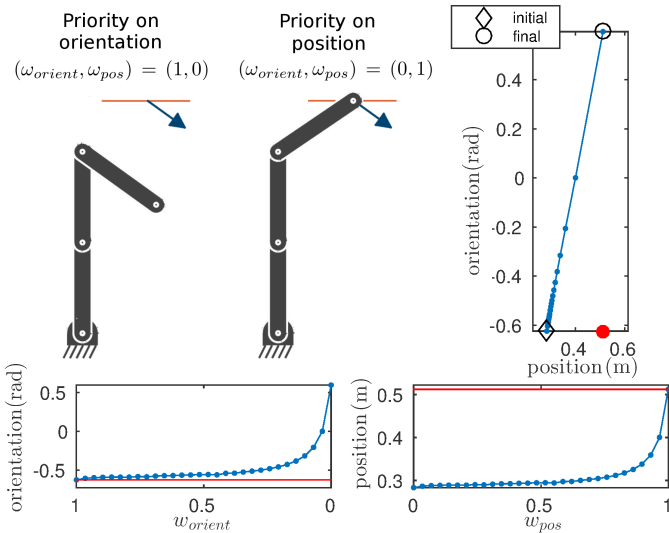 Priority on
orientation
(ω_orient, ω_pos) = (1, 0)
Priority on
position
(ω_orient, ω_pos) = (0, 1)
initial
final
orientation(rad)
0.4
0.2
0
-0.2
-0.4
-0.6
0.4
0.6
position(m)
orientation(rad)
0.5
0
-0.5
1
0.5
0
w_orient
position(m)
0.5
0.4
0.3
0
0.5
1
w_pos